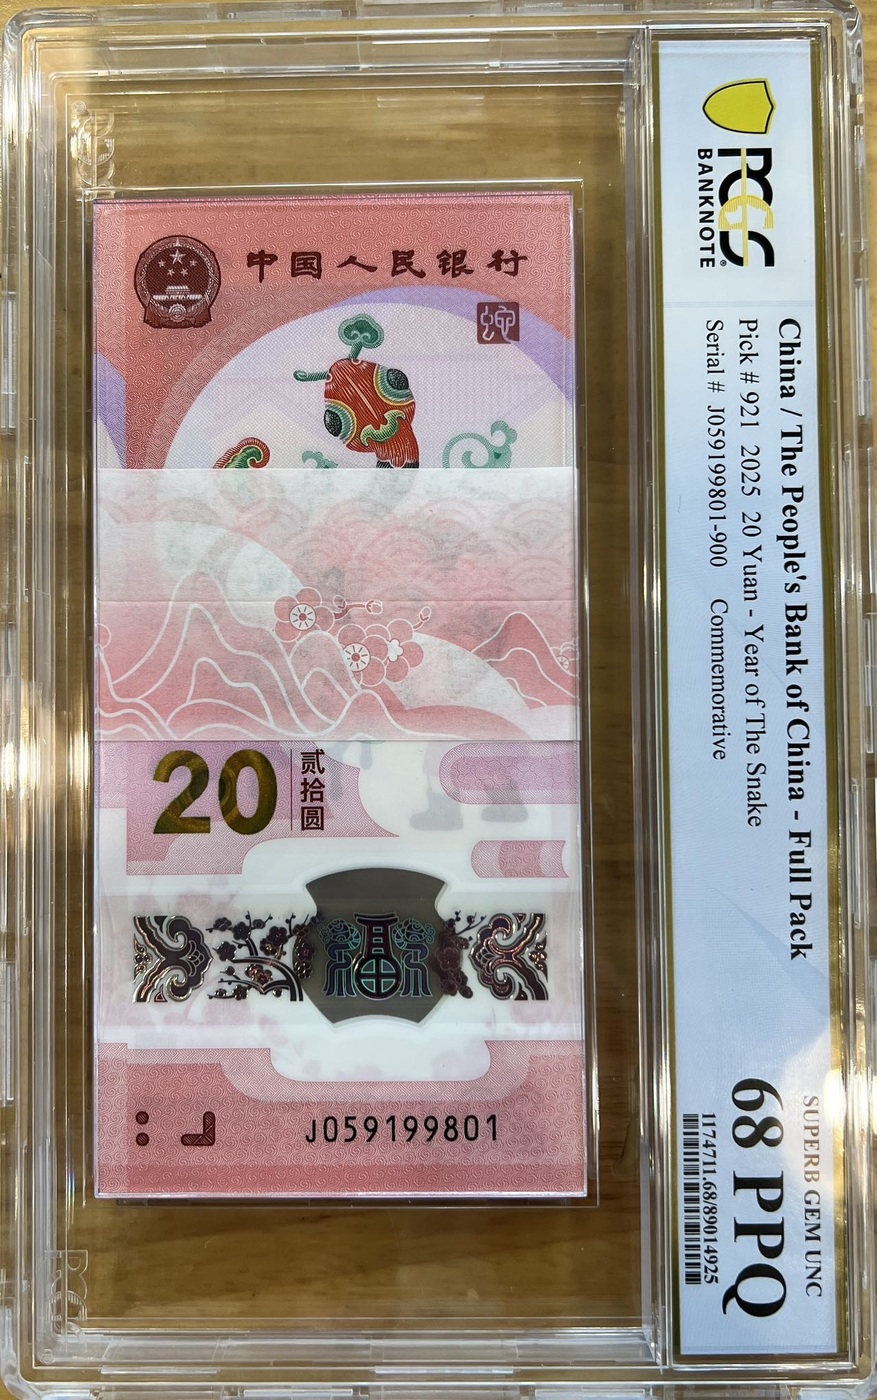 中国人民银行
20
贰拾圆
J059199801
PCGS
BANKNOTE
China / The People's Bank of China - Full Pack
Pick # 921 2025 20 Yuan - Year of The Snake
Serial # J059199801-900 Commemorative
SUPERB GEM UNC
68 PPQ
1174711.68/89014925